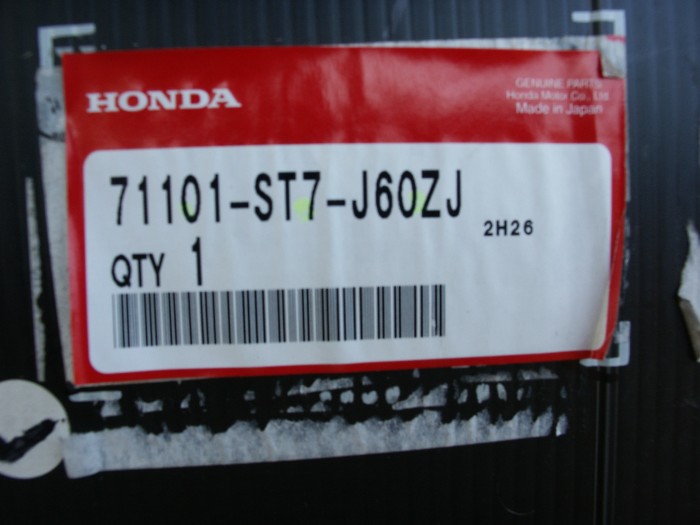 HONDA
GENUINE PARTS
Honda Motor Co., Ltd.
Made in Japan
71101-ST7-J60ZJ
2H26
QTY 1